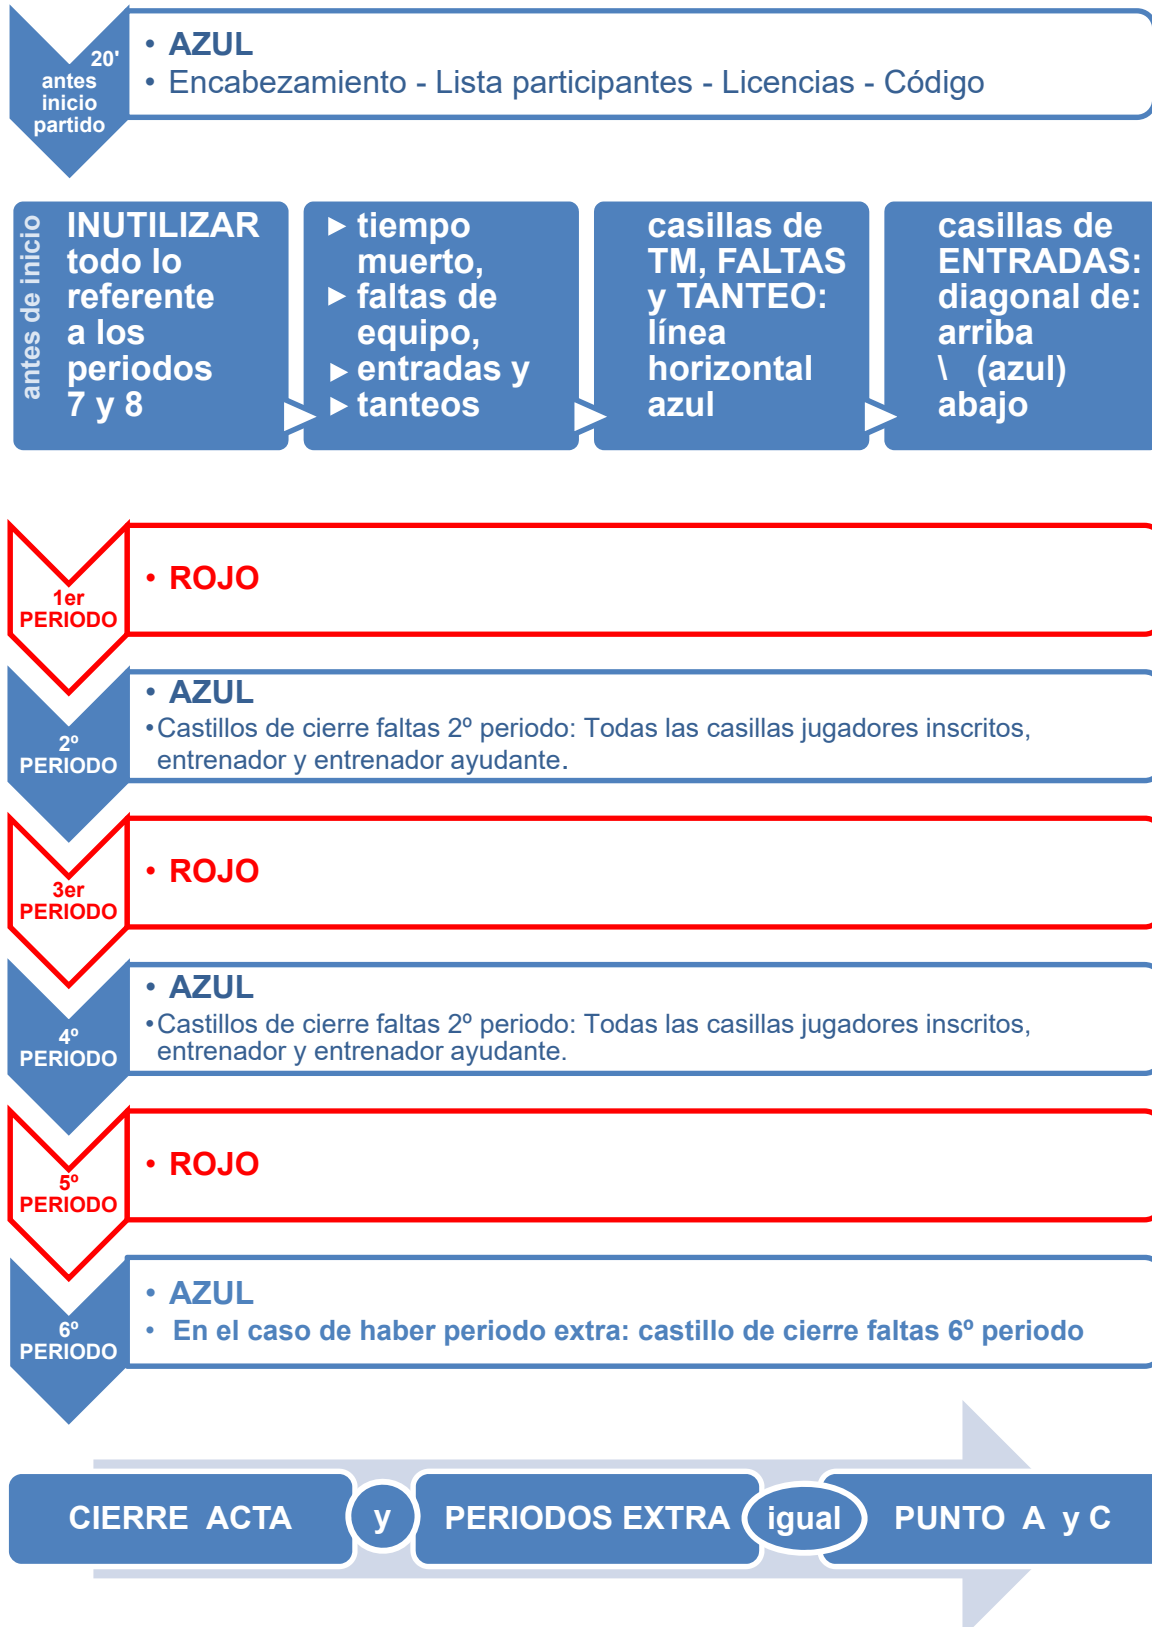 20'
antes
inicio
partido
• AZUL
• Encabezamiento - Lista participantes - Licencias - Código
antes de inicio
INUTILIZAR
todo lo
referente
a los
periodos
7 y 8
► tiempo
muerto,
► faltas de
equipo,
► entradas y
► tanteos
casillas de
TM, FALTAS
y TANTEO:
línea
horizontal
azul
casillas de
ENTRADAS:
diagonal de:
arriba
\ (azul)
abajo
1er
PERIODO
• ROJO
2º
PERIODO
• AZUL
• Castillos de cierre faltas 2º periodo: Todas las casillas jugadores inscritos,
entrenador y entrenador ayudante.
3er
PERIODO
• ROJO
4º
PERIODO
• AZUL
• Castillos de cierre faltas 2º periodo: Todas las casillas jugadores inscritos,
entrenador y entrenador ayudante.
5º
PERIODO
• ROJO
6º
PERIODO
• AZUL
• En el caso de haber periodo extra: castillo de cierre faltas 6º periodo
CIERRE ACTA y PERIODOS EXTRA igual PUNTO A y C